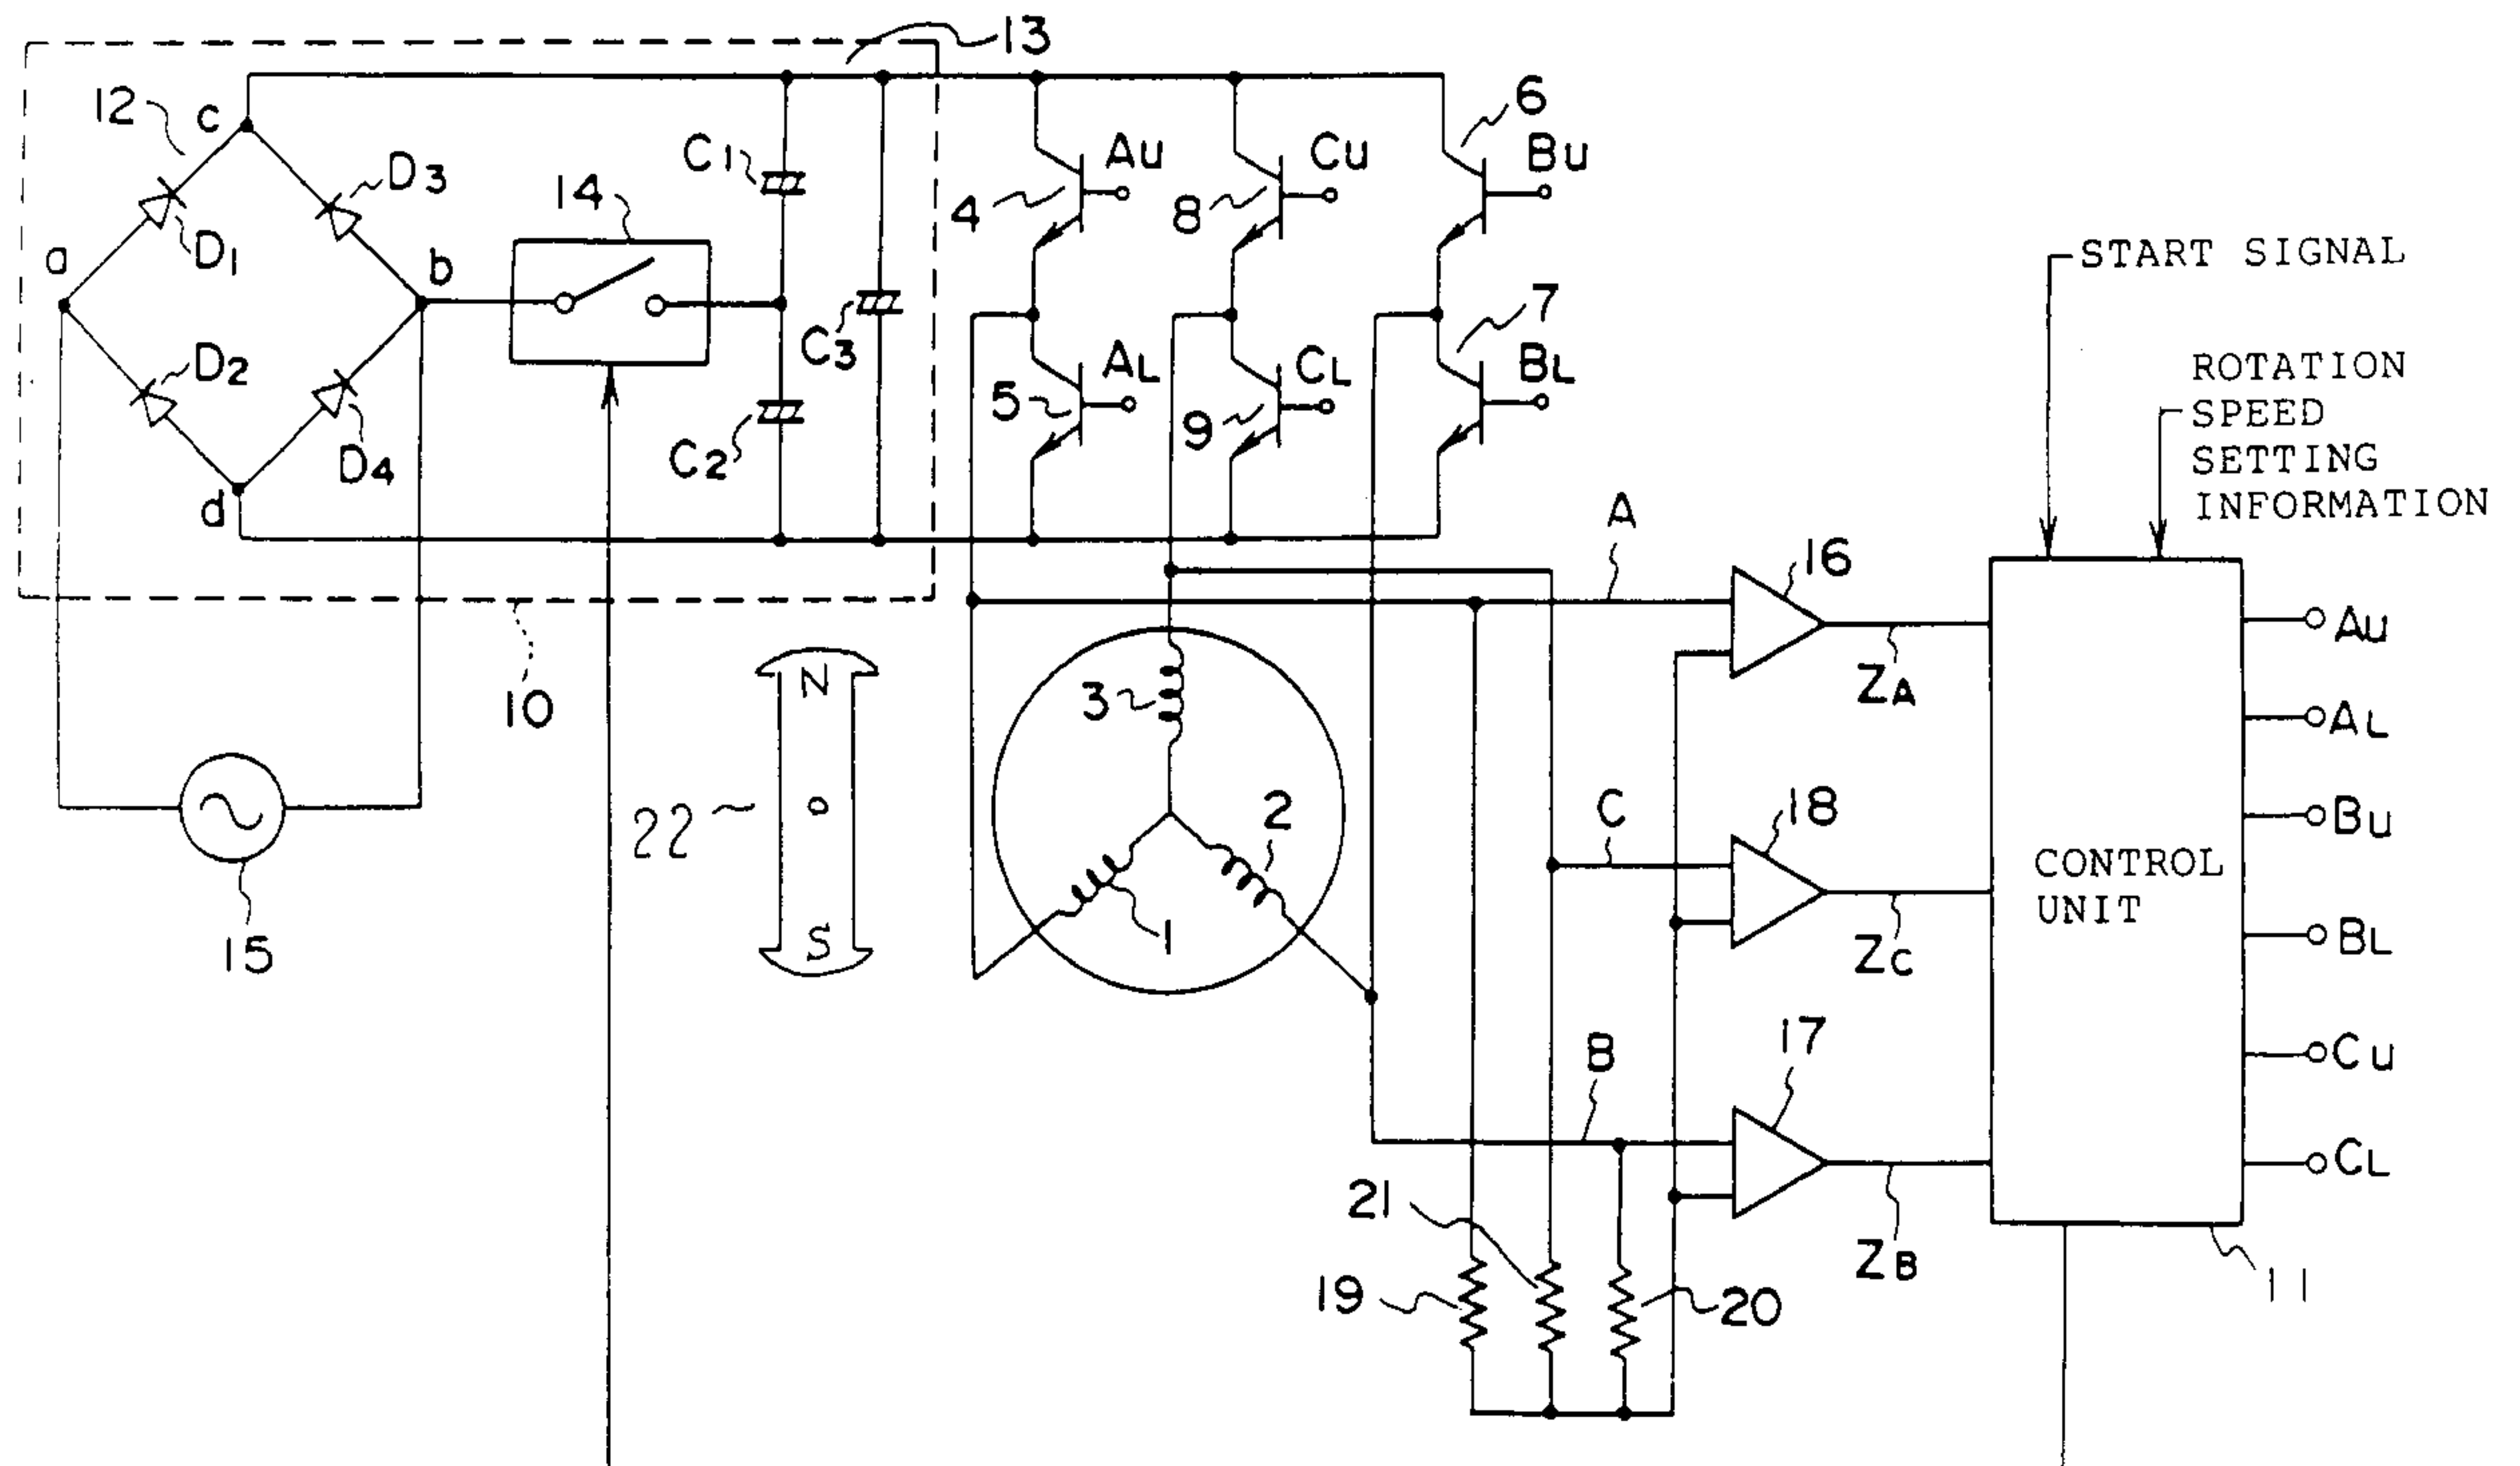 13
12
c
D3
C1
Au
Cu
6
Bu
14
4
8
a
D1
b
START SIGNAL
C3
7
ROTATION
SPEED
SETTING
INFORMATION
D2
AL
CL
BL
5
9
C2
D4
d
A
16
Au
N
3
ZA
10
AL
22
2
C
18
Bu
CONTROL
UNIT
1
S
15
ZC
BL
B
17
Cu
21
CL
ZB
19
20
11